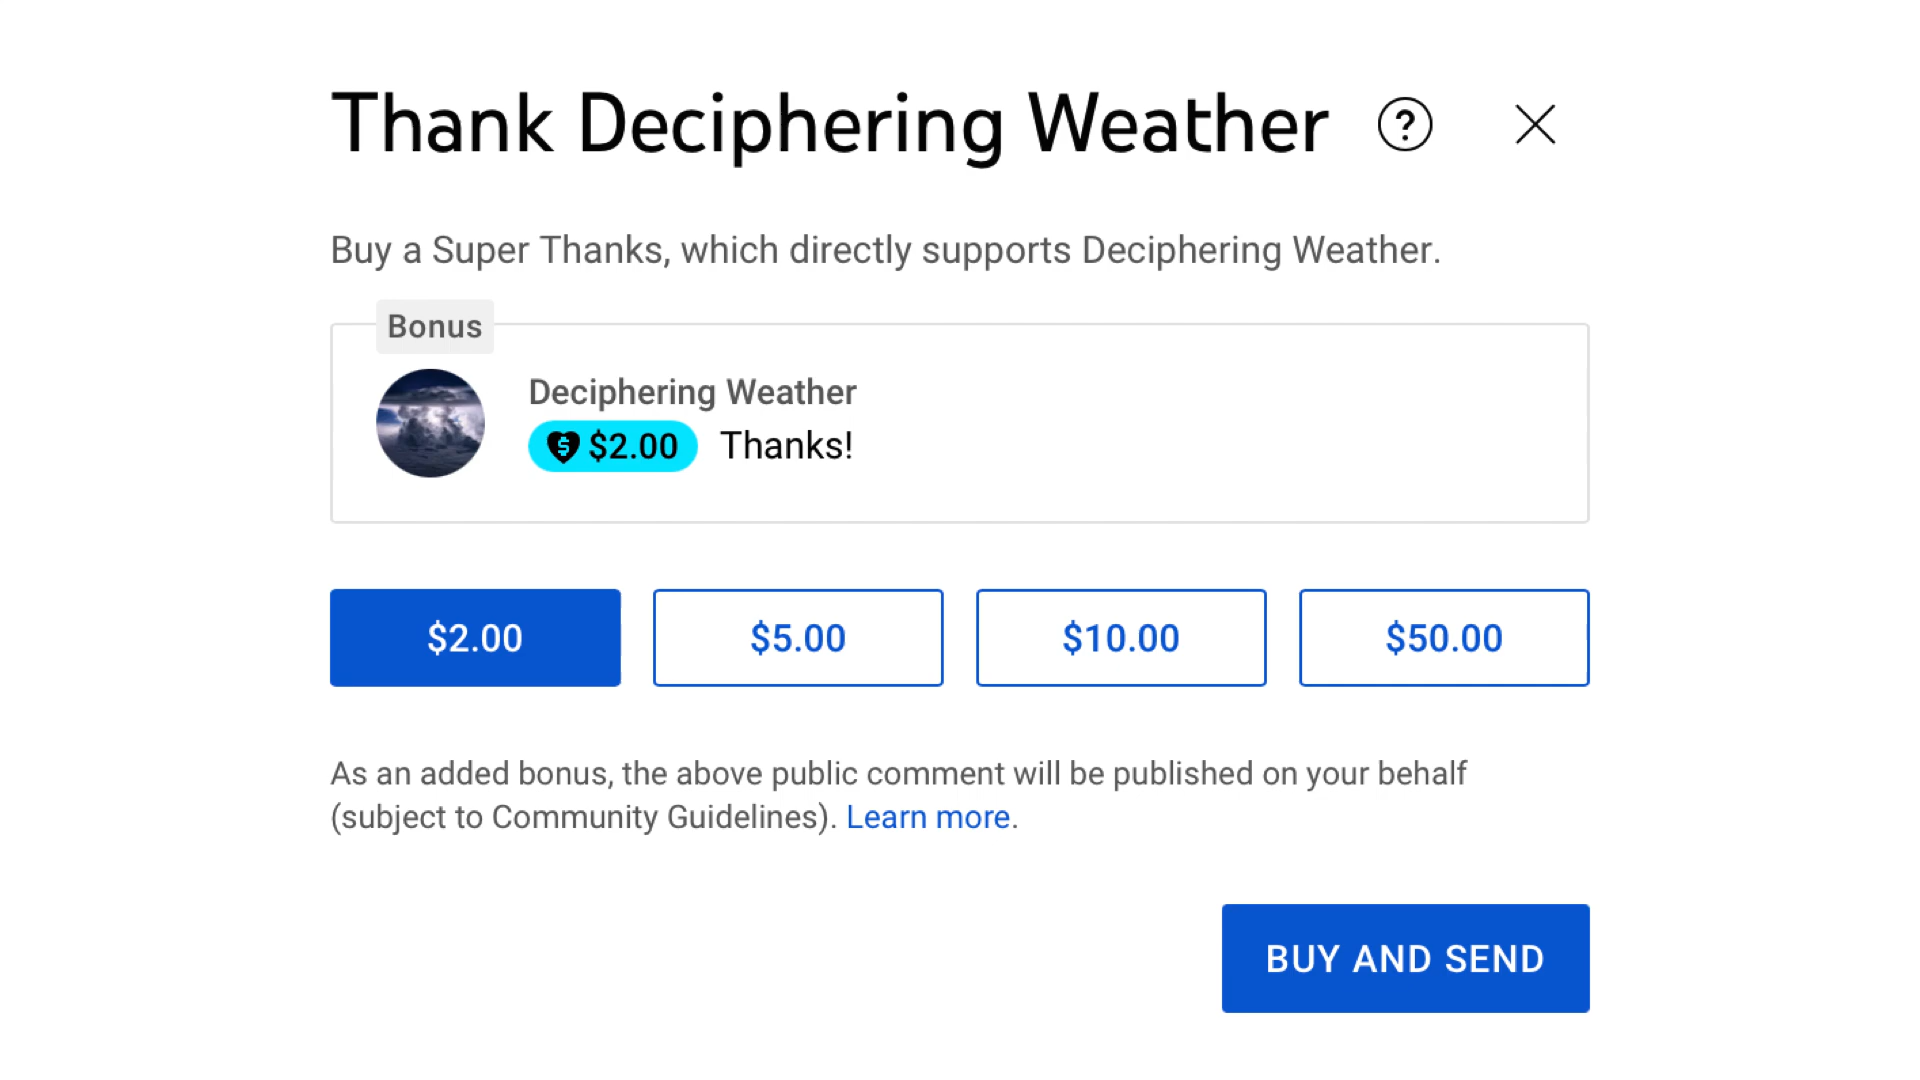 Thank Deciphering Weather ?
Buy a Super Thanks, which directly supports Deciphering Weather.
Bonus
Deciphering Weather
$ $2.00 Thanks!
$2.00 $5.00 $10.00 $50.00
As an added bonus, the above public comment will be published on your behalf
(subject to Community Guidelines). Learn more.
BUY AND SEND